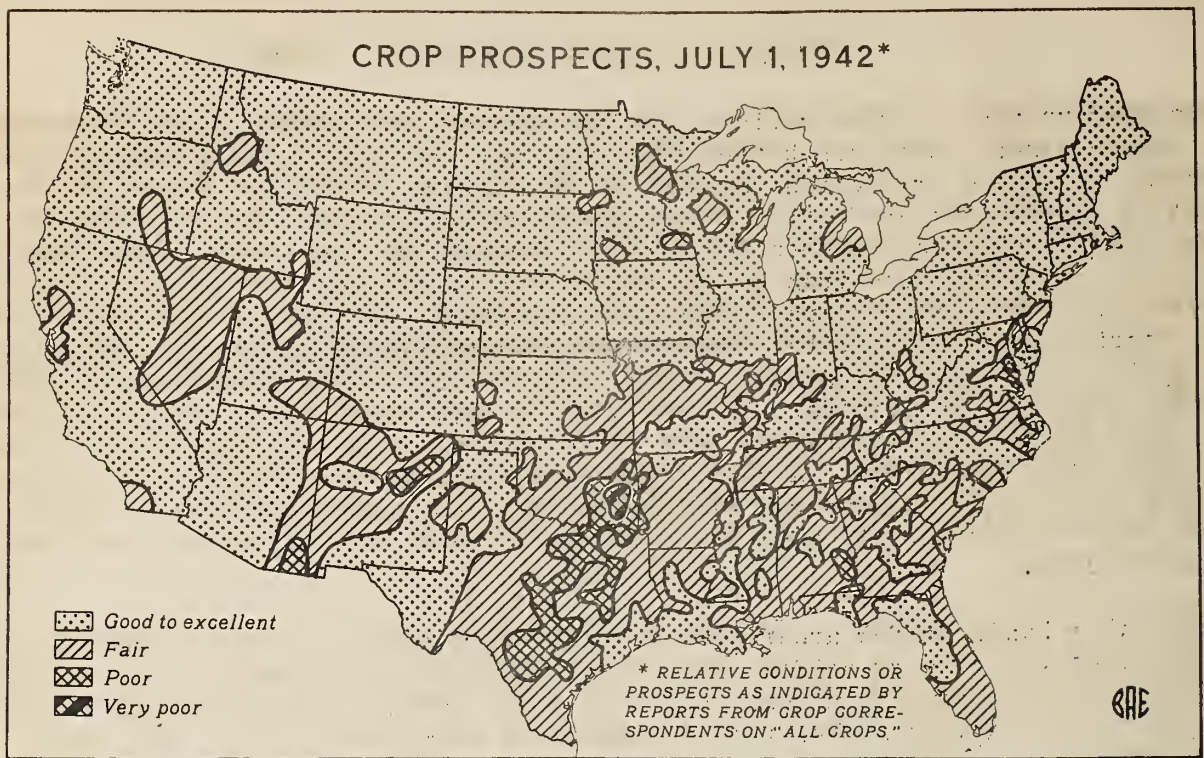 CROP PROSPECTS, JULY 1, 1942*
Good to excellent
Fair
Poor
Very poor
* RELATIVE CONDITIONS OR
PROSPECTS AS INDICATED BY
REPORTS FROM CROP CORRE-
SPONDENTS ON "ALL CROPS"
BAE